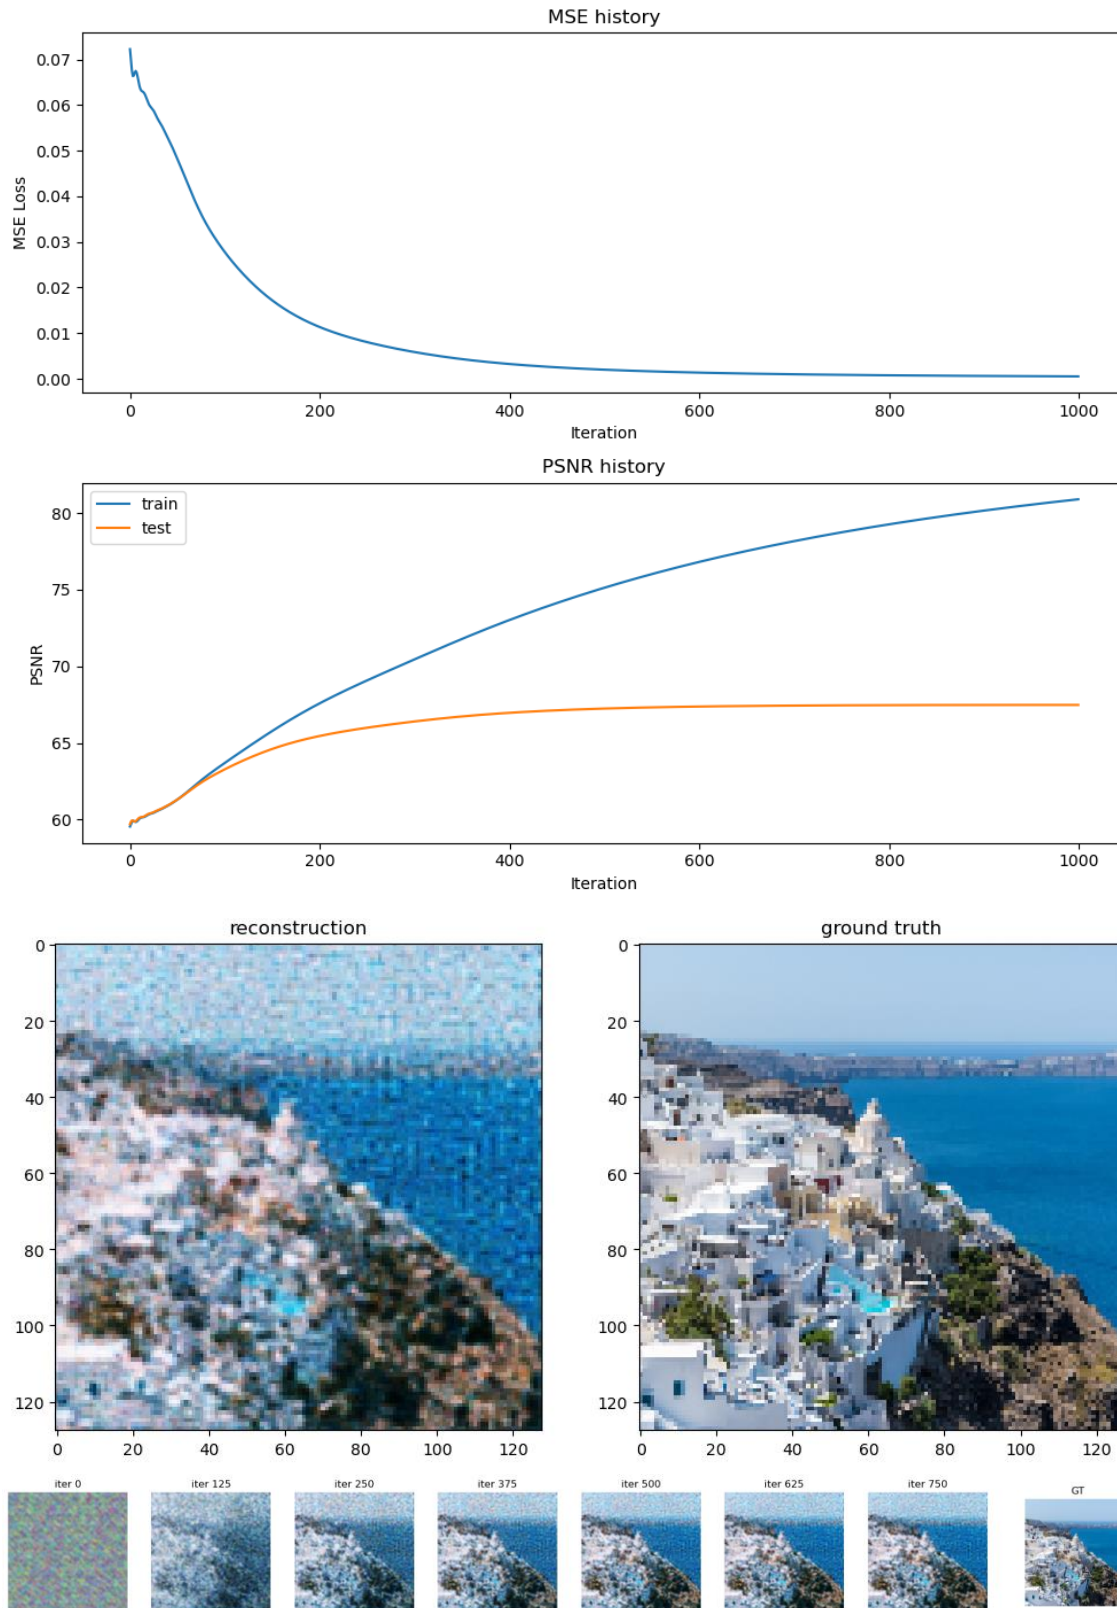 MSE history
0.07
0.06
0.05
0.04
0.03
0.02
0.01
0.00
MSE Loss
0 200 400 600 800 1000
Iteration
PSNR history
train
test
80
75
70
65
60
PSNR
0 200 400 600 800 1000
Iteration
reconstruction
0
20
40
60
80
100
120
0 20 40 60 80 100 120
ground truth
0
20
40
60
80
100
120
0 20 40 60 80 100 120
iter 0 iter 125 iter 250 iter 375 iter 500 iter 625 iter 750 GT